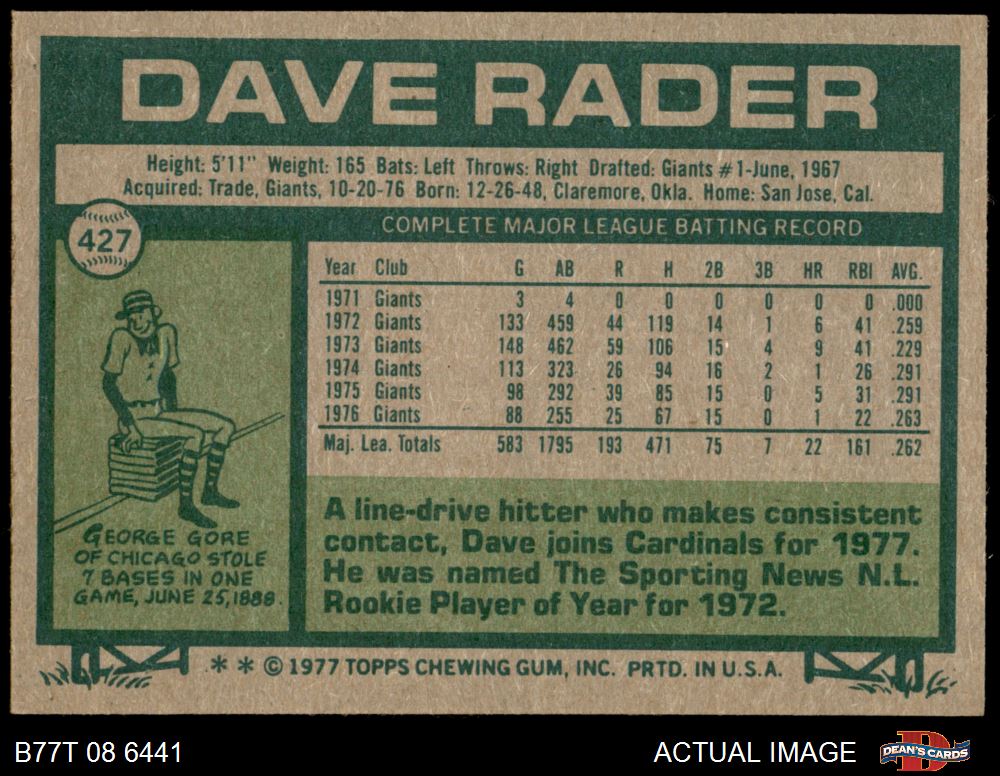 DAVE RADER
Height: 5'11" Weight: 165 Bats: Left Throws: Right Drafted: Giants #1-June, 1967
Acquired: Trade, Giants, 10-20-76 Born: 12-26-48, Claremore, Okla. Home: San Jose, Cal.
427
COMPLETE MAJOR LEAGUE BATTING RECORD
Year Club G AB R H 2B 3B HR RBI AVG.
1971 Giants 3 4 0 0 0 0 0 0 .000
1972 Giants 133 459 44 119 14 1 6 41 .259
1973 Giants 148 462 59 106 15 4 9 41 .229
1974 Giants 113 323 26 94 16 2 1 26 .291
1975 Giants 98 292 39 85 15 0 5 31 .291
1976 Giants 88 255 25 67 15 0 1 22 .263
Maj. Lea. Totals 583 1795 193 471 75 7 22 161 .262
GEORGE GORE
OF CHICAGO STOLE
7 BASES IN ONE
GAME, JUNE 25, 1888.
A line-drive hitter who makes consistent
contact, Dave joins Cardinals for 1977.
He was named The Sporting News N.L.
Rookie Player of Year for 1972.
** © 1977 TOPPS CHEWING GUM, INC. PRTD. IN U.S.A.
B77T 08 6441
ACTUAL IMAGE
D
DEAN'S CARDS